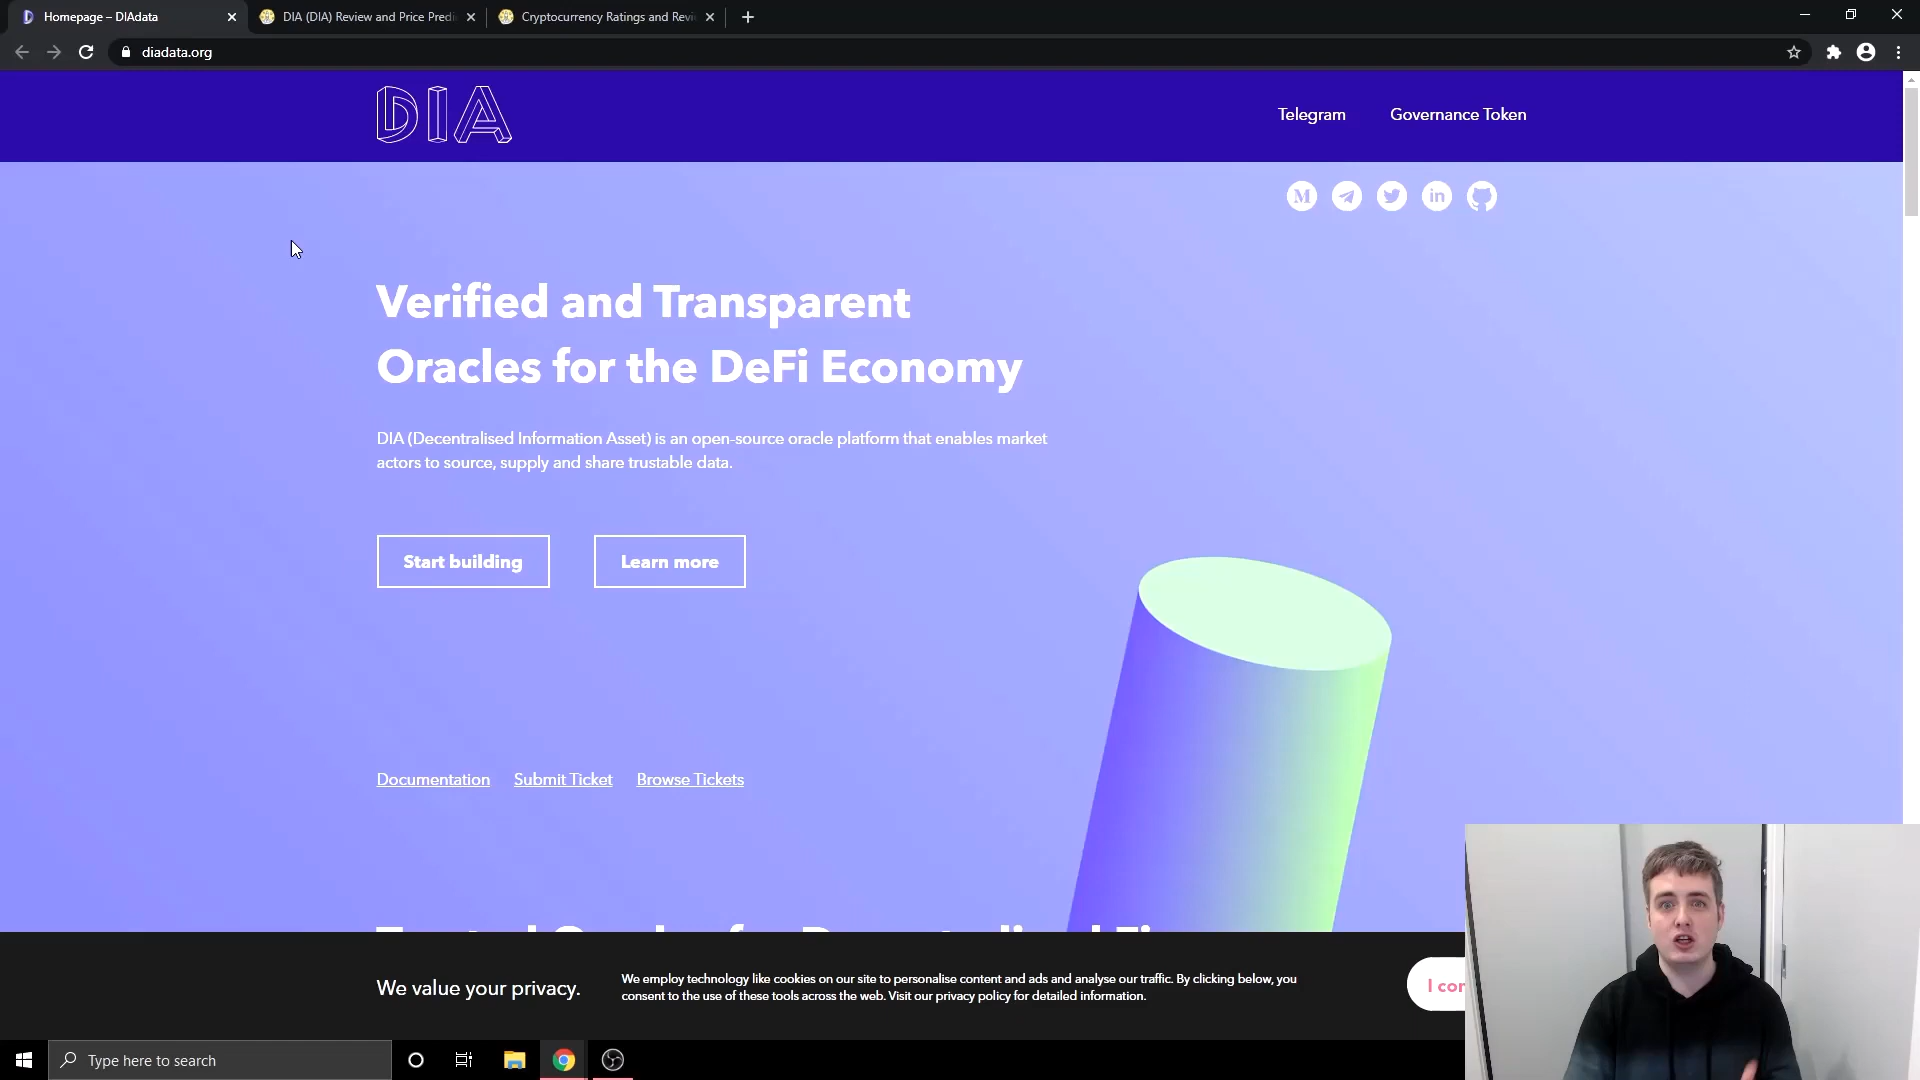 Homepage – DIAdata
DIA (DIA) Review and Price Predi
Cryptocurrency Ratings and Revi
diadata.org
DIA
Telegram
Governance Token
M
in
Verified and Transparent
Oracles for the DeFi Economy
DIA (Decentralised Information Asset) is an open-source oracle platform that enables market
actors to source, supply and share trustable data.
Start building
Learn more
Documentation
Submit Ticket
Browse Tickets
We value your privacy.
We employ technology like cookies on our site to personalise content and ads and analyse our traffic. By clicking below, you
consent to the use of these tools across the web. Visit our privacy policy for detailed information.
I con
Type here to search